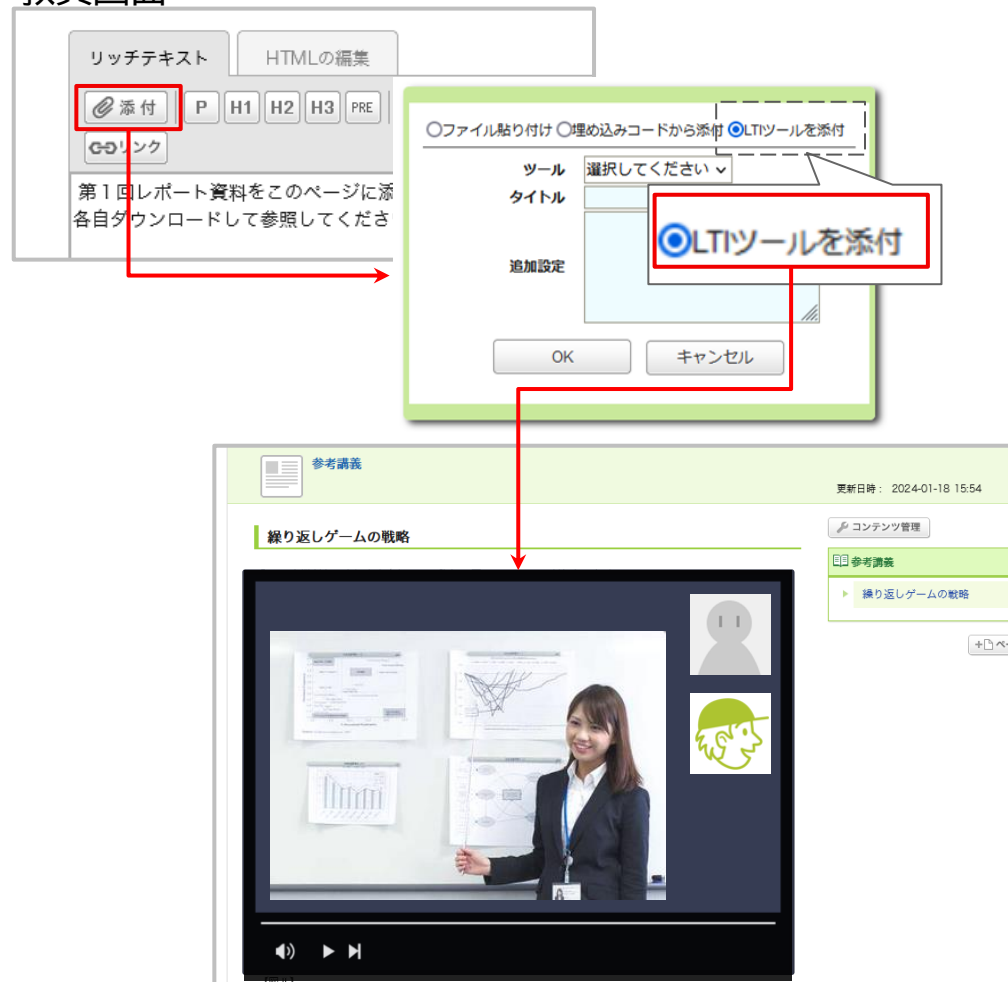 教員画面
リッチテキスト
HTMLの編集
添付
P
H1
H2
H3
PRE
リンク
第1回レポート資料をこのページに添
各自ダウンロードして参照してくださ
ファイル貼り付け
埋め込みコードから添付
LTIツールを添付
ツール
選択してください
タイトル
追加設定
LTIツールを添付
OK
キャンセル
参考講義
更新日時： 2024-01-18 15:54
コンテンツ管理
繰り返しゲームの戦略
参考講義
繰り返しゲームの戦略